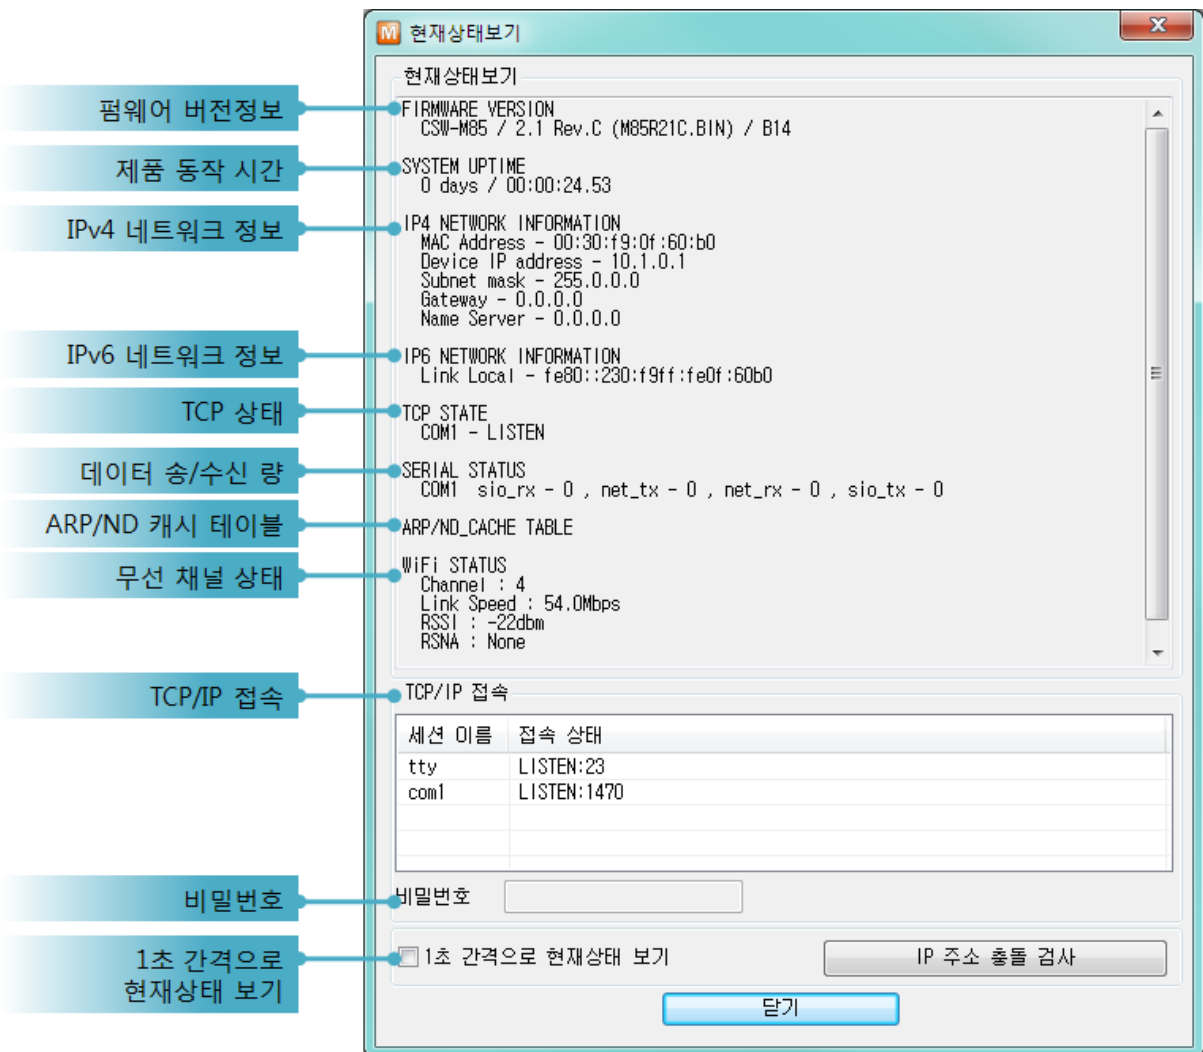 M 현재상태보기
현재상태보기
펌웨어 버전정보
FIRMWARE VERSION
CSW-M85 / 2.1 Rev.C (M85R21C.BIN) / B14
제품 동작 시간
SYSTEM UPTIME
0 days / 00:00:24.53
IPv4 네트워크 정보
IP4 NETWORK INFORMATION
MAC Address - 00:30:f9:0f:60:b0
Device IP address - 10.1.0.1
Subnet mask - 255.0.0.0
Gateway - 0.0.0.0
Name Server - 0.0.0.0
IPv6 네트워크 정보
IP6 NETWORK INFORMATION
Link Local - fe80::230:f9ff:fe0f:60b0
TCP 상태
TCP STATE
COM1 - LISTEN
데이터 송/수신 량
SERIAL STATUS
COM1 sio_rx - 0 , net_tx - 0 , net_rx - 0 , sio_tx - 0
ARP/ND 캐시 테이블
ARP/ND_CACHE TABLE
무선 채널 상태
WiFi STATUS
Channel : 4
Link Speed : 54.0Mbps
RSSI : -22dbm
RSNA : None
TCP/IP 접속
TCP/IP 접속
세션 이름 접속 상태
tty LISTEN:23
com1 LISTEN:1470
비밀번호
비밀번호
1초 간격으로
현재상태 보기
1초 간격으로 현재상태 보기
IP 주소 충돌 검사
닫기